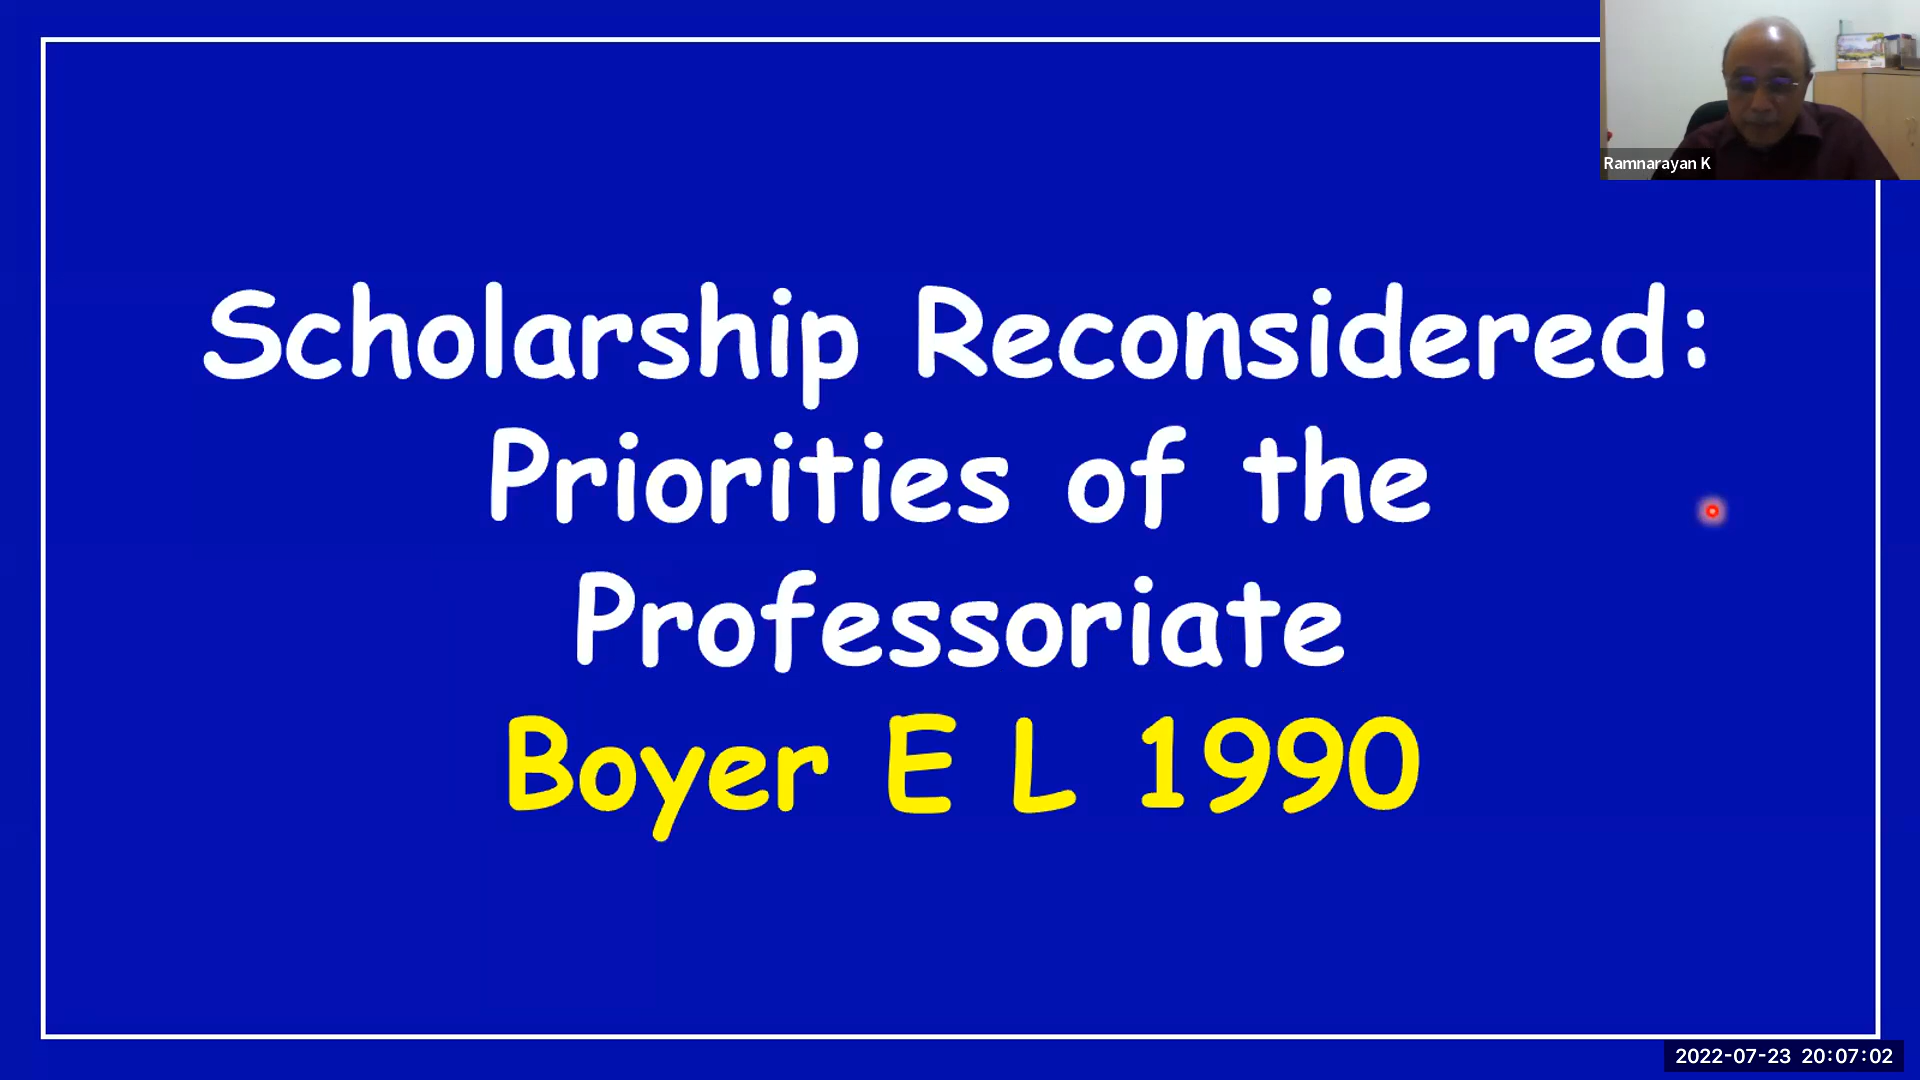 Ramnarayan K
Scholarship Reconsidered:
Priorities of the
Professoriate
Boyer E L 1990
2022-07-23 20:07:02